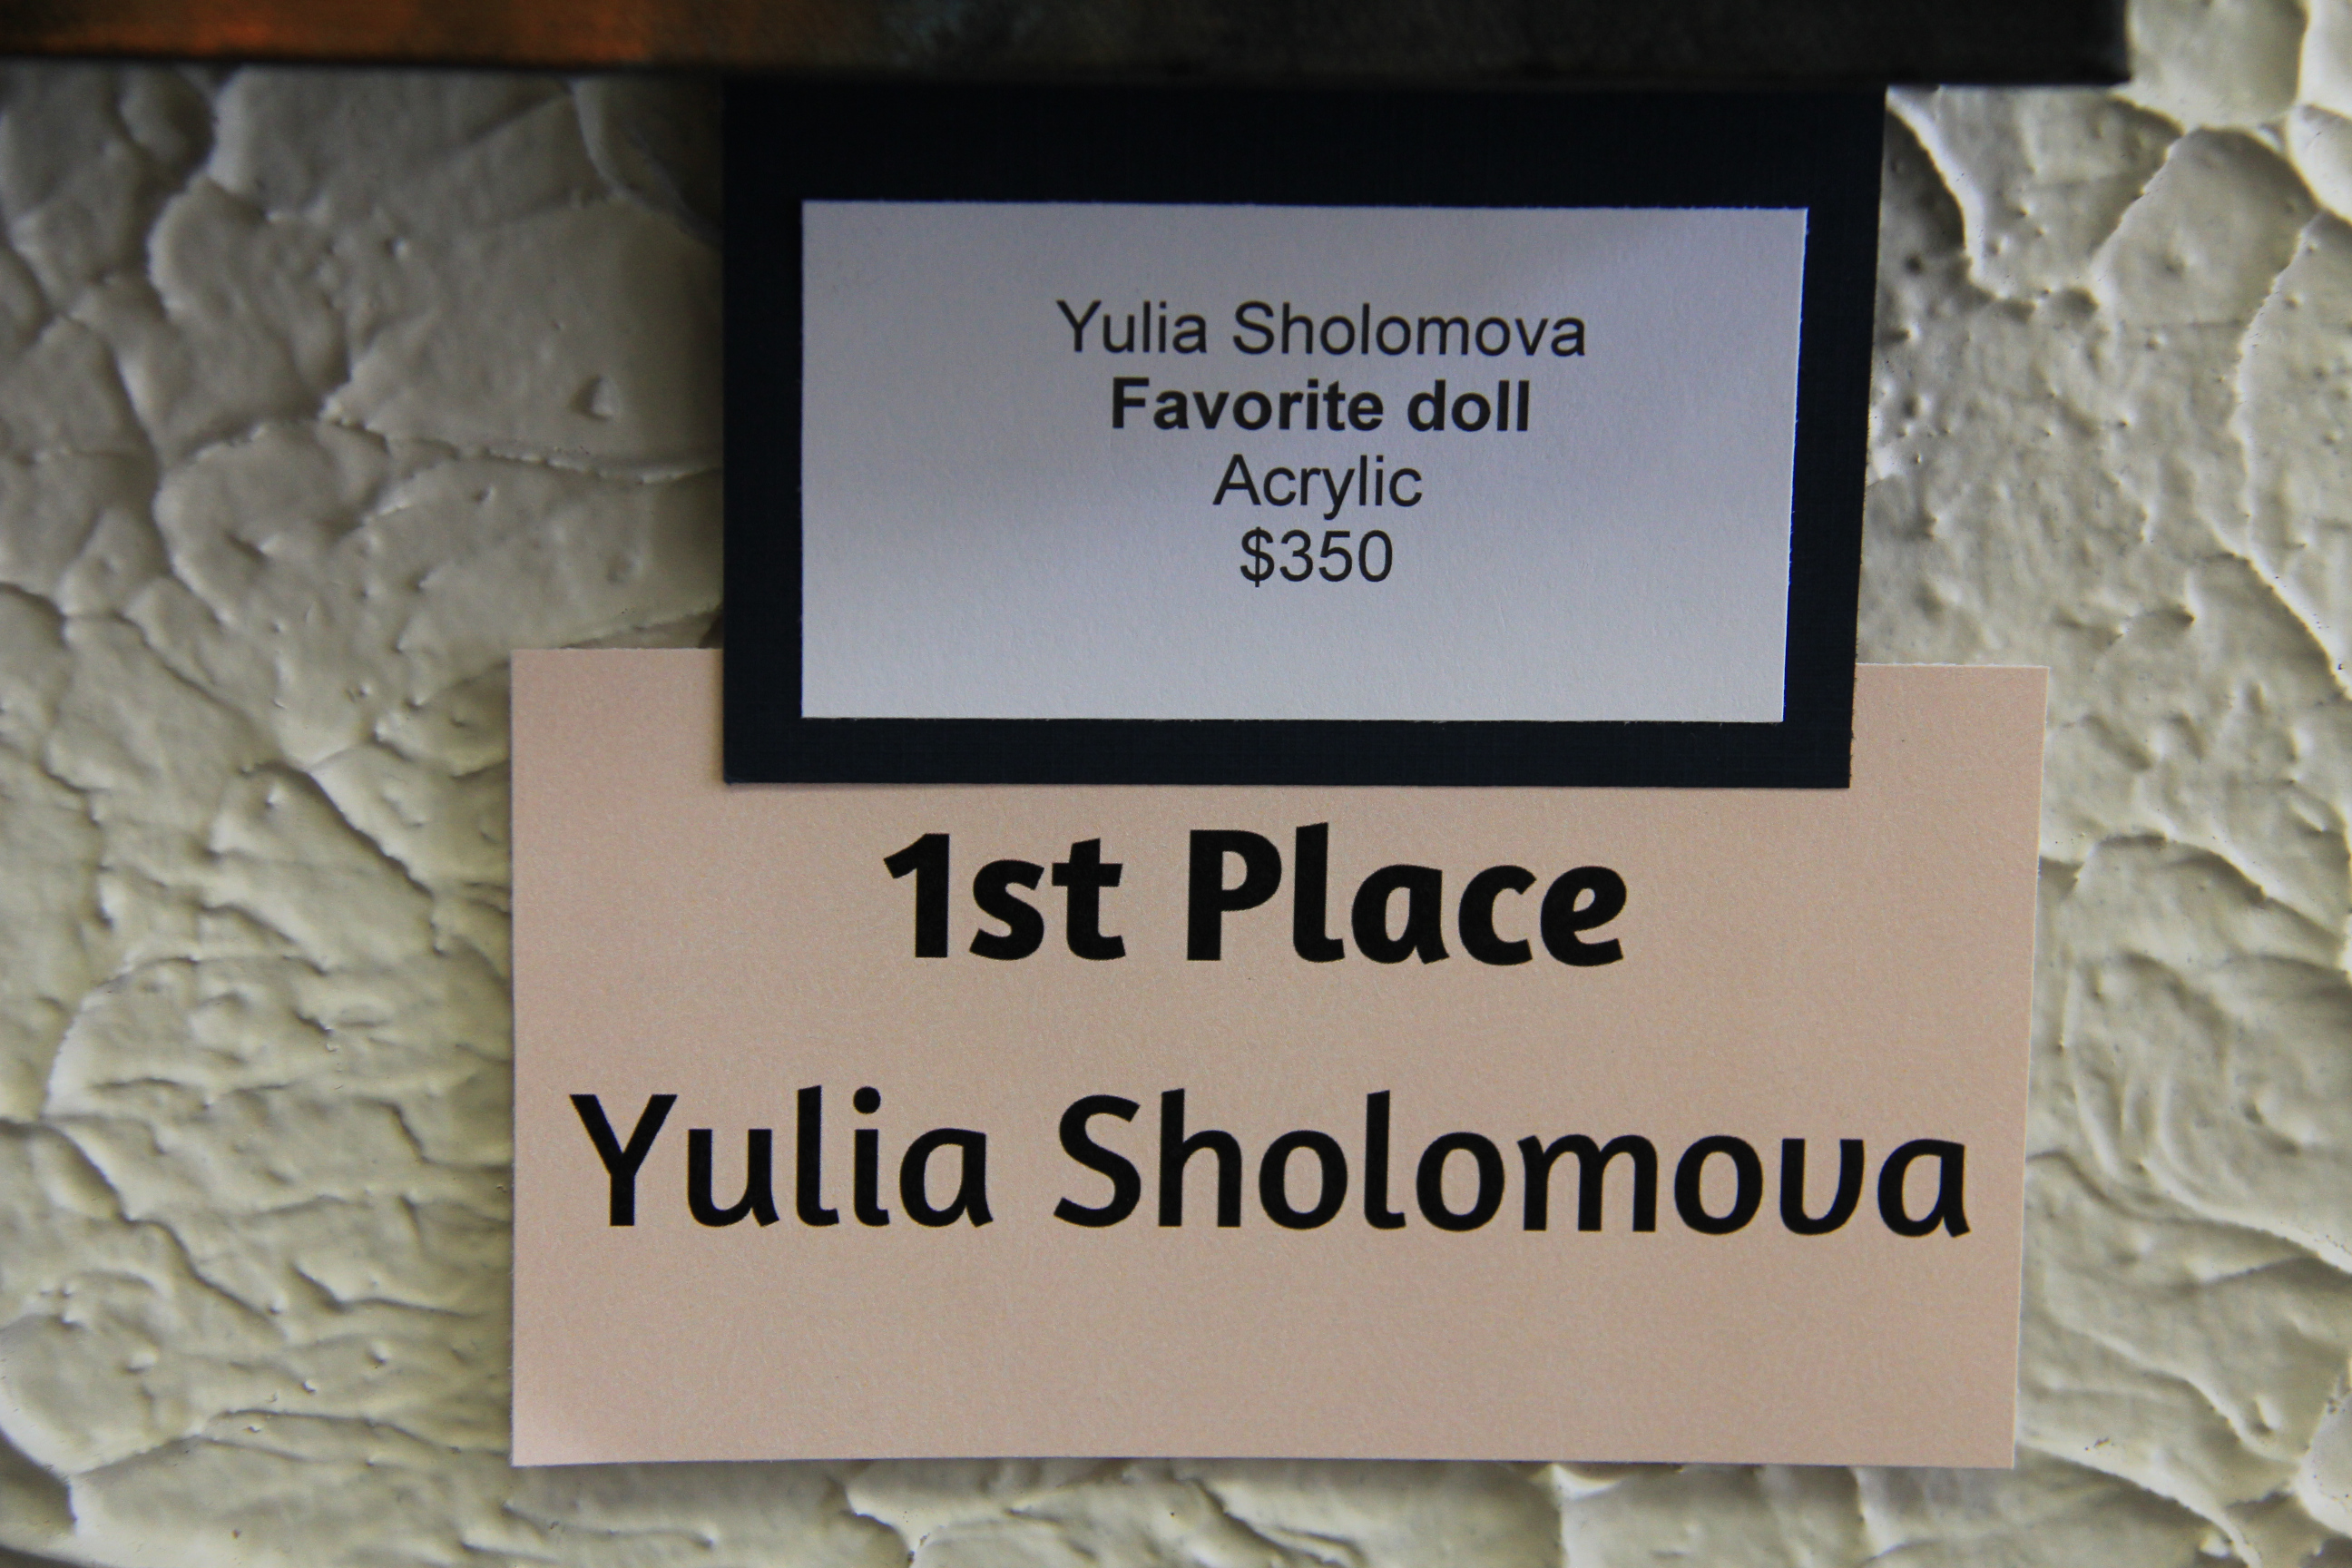 Yulia Sholomova
Favorite doll
Acrylic
$350
1st Place
Yulia Sholomova